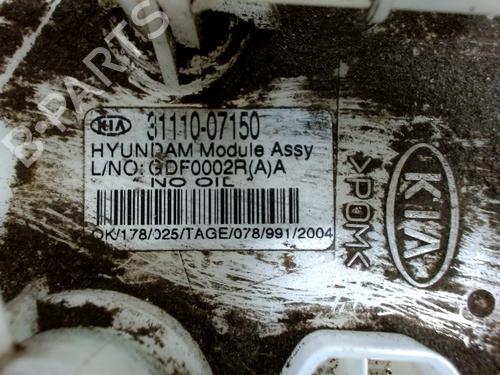 B-PARTS
KIA 31110-07150
HYUNDAM Module Assy
L/NO: GDF0002R(A)A
NO OIL
OK/178/025/TAGE/078/991/2004
>POM<
KIA